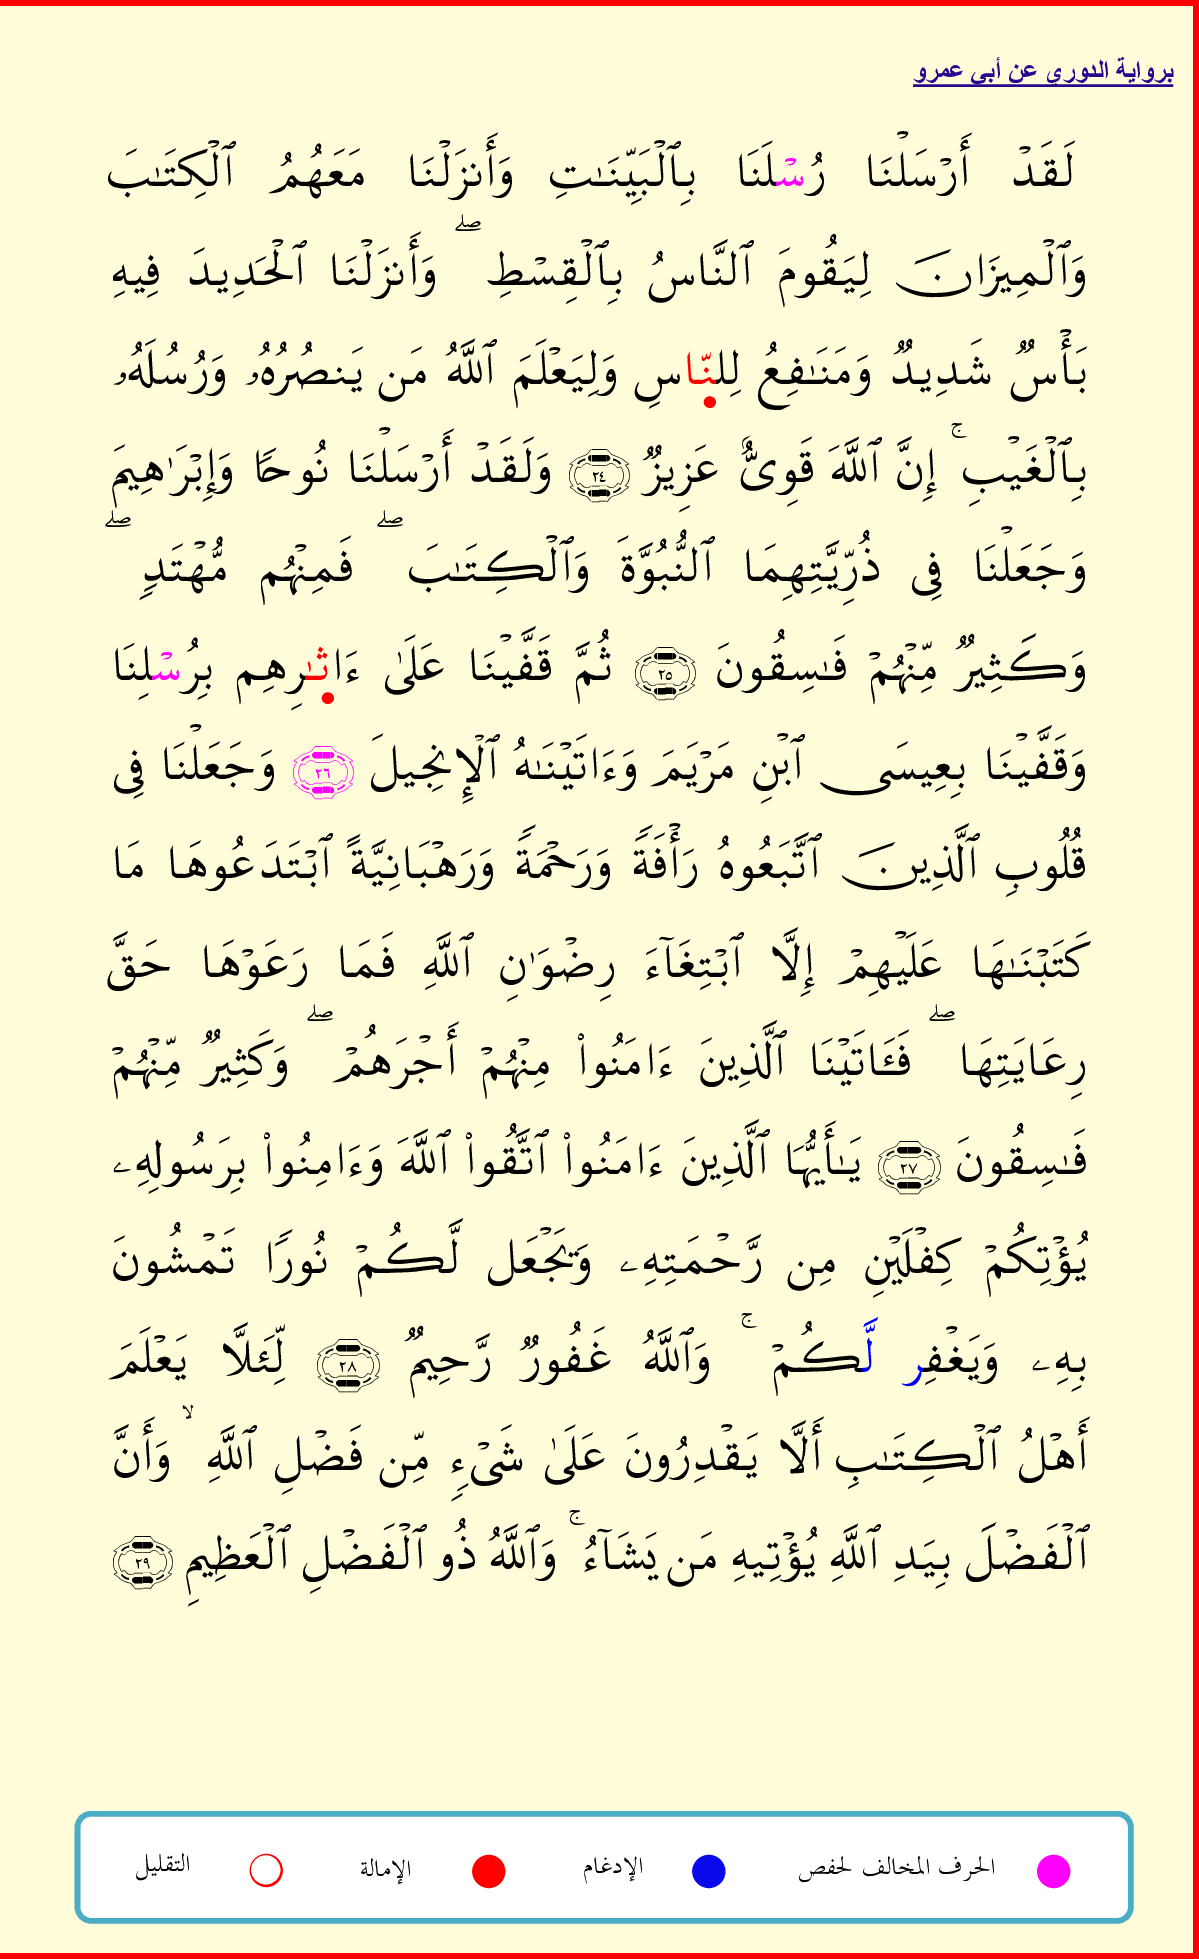 برواية الدوري عن أبي عمرو
لَقَدۡ أَرۡسَلۡنَا رُسۡلَنَا بِٱلۡبَيِّنَٰتِ وَأَنزَلۡنَا مَعَهُمُ ٱلۡكِتَٰبَ
وَٱلۡمِيزَانَ لِيَقُومَ ٱلنَّاسُ بِٱلۡقِسۡطِۖ وَأَنزَلۡنَا ٱلۡحَدِيدَ فِيهِ
بَأۡسٞ شَدِيدٞ وَمَنَٰفِعُ لِلنَّاسِ وَلِيَعۡلَمَ ٱللَّهُ مَن يَنصُرُهُۥ وَرُسُلَهُۥ
بِٱلۡغَيۡبِۚ إِنَّ ٱللَّهَ قَوِيٌّ عَزِيزٞ ٢٤ وَلَقَدۡ أَرۡسَلۡنَا نُوحٗا وَإِبۡرَٰهِيمَ
وَجَعَلۡنَا فِي ذُرِّيَّتِهِمَا ٱلنُّبُوَّةَ وَٱلۡكِتَٰبَۖ فَمِنۡهُم مُّهۡتَدٖۖ
وَكَثِيرٞ مِّنۡهُمۡ فَٰسِقُونَ ٢٥ ثُمَّ قَفَّيۡنَا عَلَىٰ ءَاثَٰرِهِم بِرُسۡلِنَا
وَقَفَّيۡنَا بِعِيسَى ٱبۡنِ مَرۡيَمَ وَءَاتَيۡنَٰهُ ٱلۡإِنجِيلَ ٢٦ وَجَعَلۡنَا فِي
قُلُوبِ ٱلَّذِينَ ٱتَّبَعُوهُ رَأۡفَةٗ وَرَحۡمَةٗ وَرَهۡبَانِيَّةً ٱبۡتَدَعُوهَا مَا
كَتَبۡنَٰهَا عَلَيۡهِمۡ إِلَّا ٱبۡتِغَآءَ رِضۡوَٰنِ ٱللَّهِ فَمَا رَعَوۡهَا حَقَّ
رِعَايَتِهَاۖ فَـَٔاتَيۡنَا ٱلَّذِينَ ءَامَنُواْ مِنۡهُمۡ أَجۡرَهُمۡۖ وَكَثِيرٞ مِّنۡهُمۡ
فَٰسِقُونَ ٢٧ يَٰٓأَيُّهَا ٱلَّذِينَ ءَامَنُواْ ٱتَّقُواْ ٱللَّهَ وَءَامِنُواْ بِرَسُولِهِۦ
يُؤۡتِكُمۡ كِفۡلَيۡنِ مِن رَّحۡمَتِهِۦ وَيَجۡعَل لَّكُمۡ نُورٗا تَمۡشُونَ
بِهِۦ وَيَغۡفِر لَّكُمۡۚ وَٱللَّهُ غَفُورٞ رَّحِيمٞ ٢٨ لِّئَلَّا يَعۡلَمَ
أَهۡلُ ٱلۡكِتَٰبِ أَلَّا يَقۡدِرُونَ عَلَىٰ شَيۡءٖ مِّن فَضۡلِ ٱللَّهِۙ وَأَنَّ
ٱلۡفَضۡلَ بِيَدِ ٱللَّهِ يُؤۡتِيهِ مَن يَشَآءُۚ وَٱللَّهُ ذُو ٱلۡفَضۡلِ ٱلۡعَظِيمِ ٢٩
الحرف المخالف لحفص الإدغام الإمالة التقليل